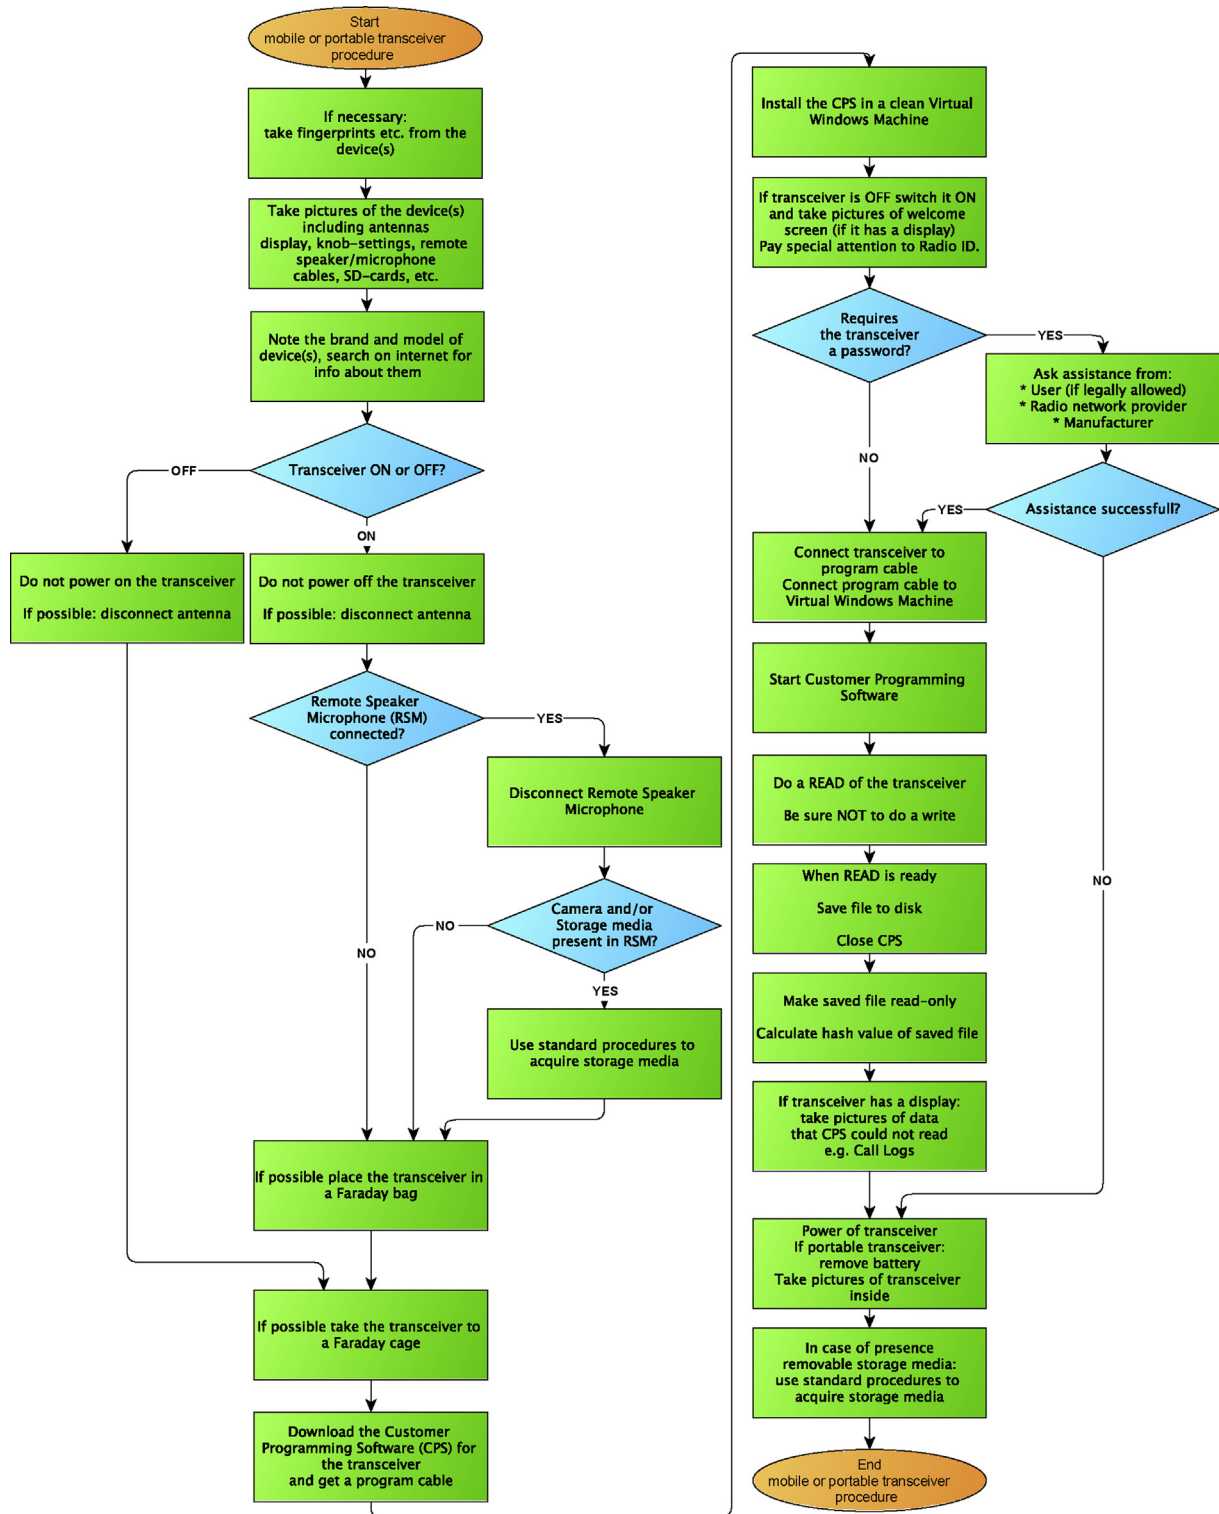 Start
mobile or portable transceiver
procedure
If necessary:
take fingerprints etc. from the
device(s)
Take pictures of the device(s)
including antennas
display, knob-settings, remote
speaker/microphone
cables, SD-cards, etc.
Note the brand and model of
device(s), search on internet for
info about them
Transceiver ON or OFF?
OFF
ON
Do not power on the transceiver
If possible: disconnect antenna
Do not power off the transceiver
If possible: disconnect antenna
Remote Speaker
Microphone (RSM)
connected?
YES
NO
Disconnect Remote Speaker
Microphone
Camera and/or
Storage media
present in RSM?
NO
YES
Use standard procedures to
acquire storage media
If possible place the transceiver in
a Faraday bag
If possible take the transceiver to
a Faraday cage
Download the Customer
Programming Software (CPS) for
the transceiver
and get a program cable
Install the CPS in a clean Virtual
Windows Machine
If transceiver is OFF switch it ON
and take pictures of welcome
screen (if it has a display)
Pay special attention to Radio ID.
Requires
the transceiver
a password?
YES
NO
Ask assistance from:
* User (if legally allowed)
* Radio network provider
* Manufacturer
Assistance successfull?
YES
NO
Connect transceiver to
program cable
Connect program cable to
Virtual Windows Machine
Start Customer Programming
Software
Do a READ of the transceiver
Be sure NOT to do a write
When READ is ready
Save file to disk
Close CPS
Make saved file read-only
Calculate hash value of saved file
If transceiver has a display:
take pictures of data
that CPS could not read
e.g. Call Logs
Power of transceiver
If portable transceiver:
remove battery
Take pictures of transceiver
inside
In case of presence
removable storage media:
use standard procedures to
acquire storage media
End
mobile or portable transceiver
procedure